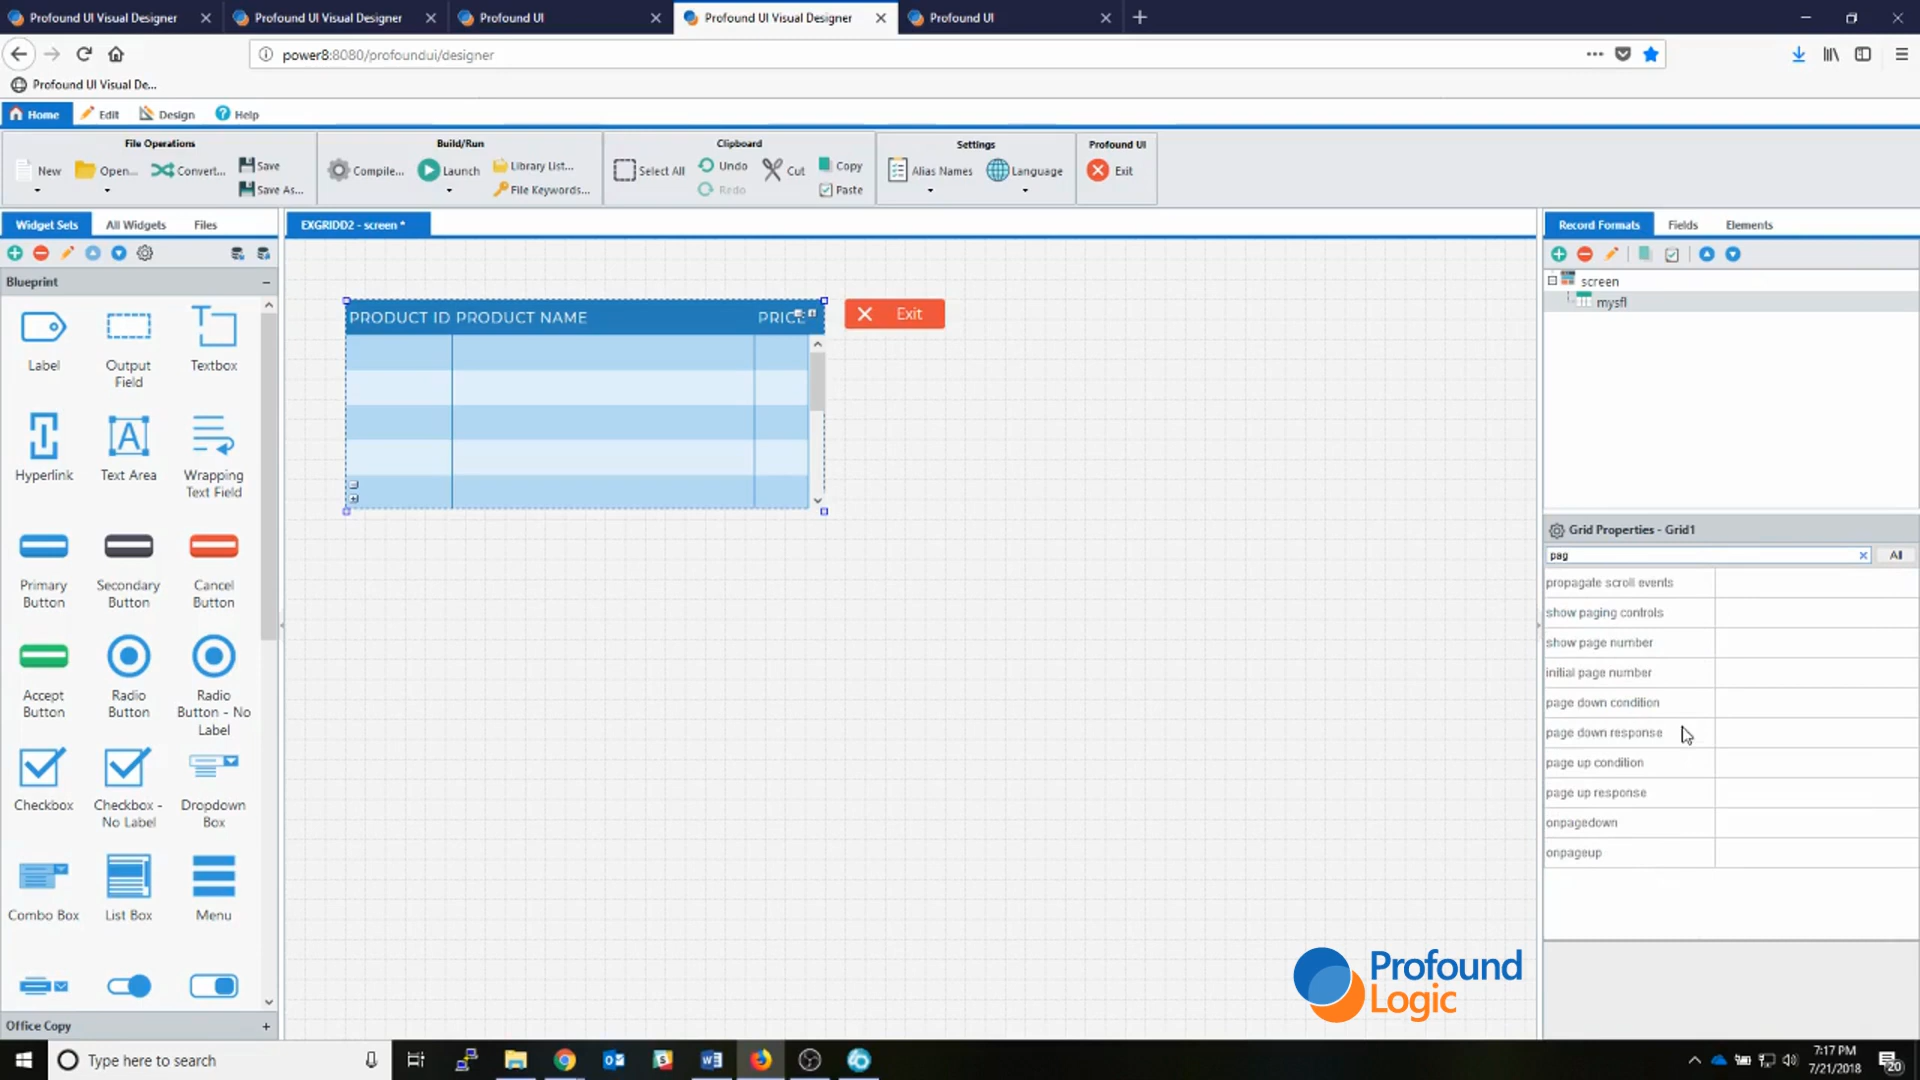 Profound UI Visual Designer
Profound UI Visual Designer
Profound UI
Profound UI Visual Designer
Profound UI
power8:8080/profoundui/designer
Profound UI Visual De...
Home
Edit
Design
Help
File Operations
Build/Run
Clipboard
Settings
Profound UI
New
Open...
Convert...
Save
Save As...
Compile...
Launch
Library List...
File Keywords...
Select All
Undo
Redo
Cut
Copy
Paste
Alias Names
Language
Exit
Widget Sets
All Widgets
Files
EXGRIDD2 - screen *
Record Formats
Fields
Elements
Blueprint
screen
mysfl
PRODUCT ID PRODUCT NAME
PRICE
Exit
Label
Output
Field
Textbox
Hyperlink
Text Area
Wrapping
Text Field
Primary
Button
Secondary
Button
Cancel
Button
Accept
Button
Radio
Button
Radio
Button - No
Label
Checkbox
Checkbox -
No Label
Dropdown
Box
Combo Box
List Box
Menu
Office Copy
Grid Properties - Grid1
pag
All
propagate scroll events
show paging controls
show page number
initial page number
page down condition
page down response
page up condition
page up response
onpagedown
onpageup
Profound
Logic
Type here to search
7:17 PM
7/21/2018
20